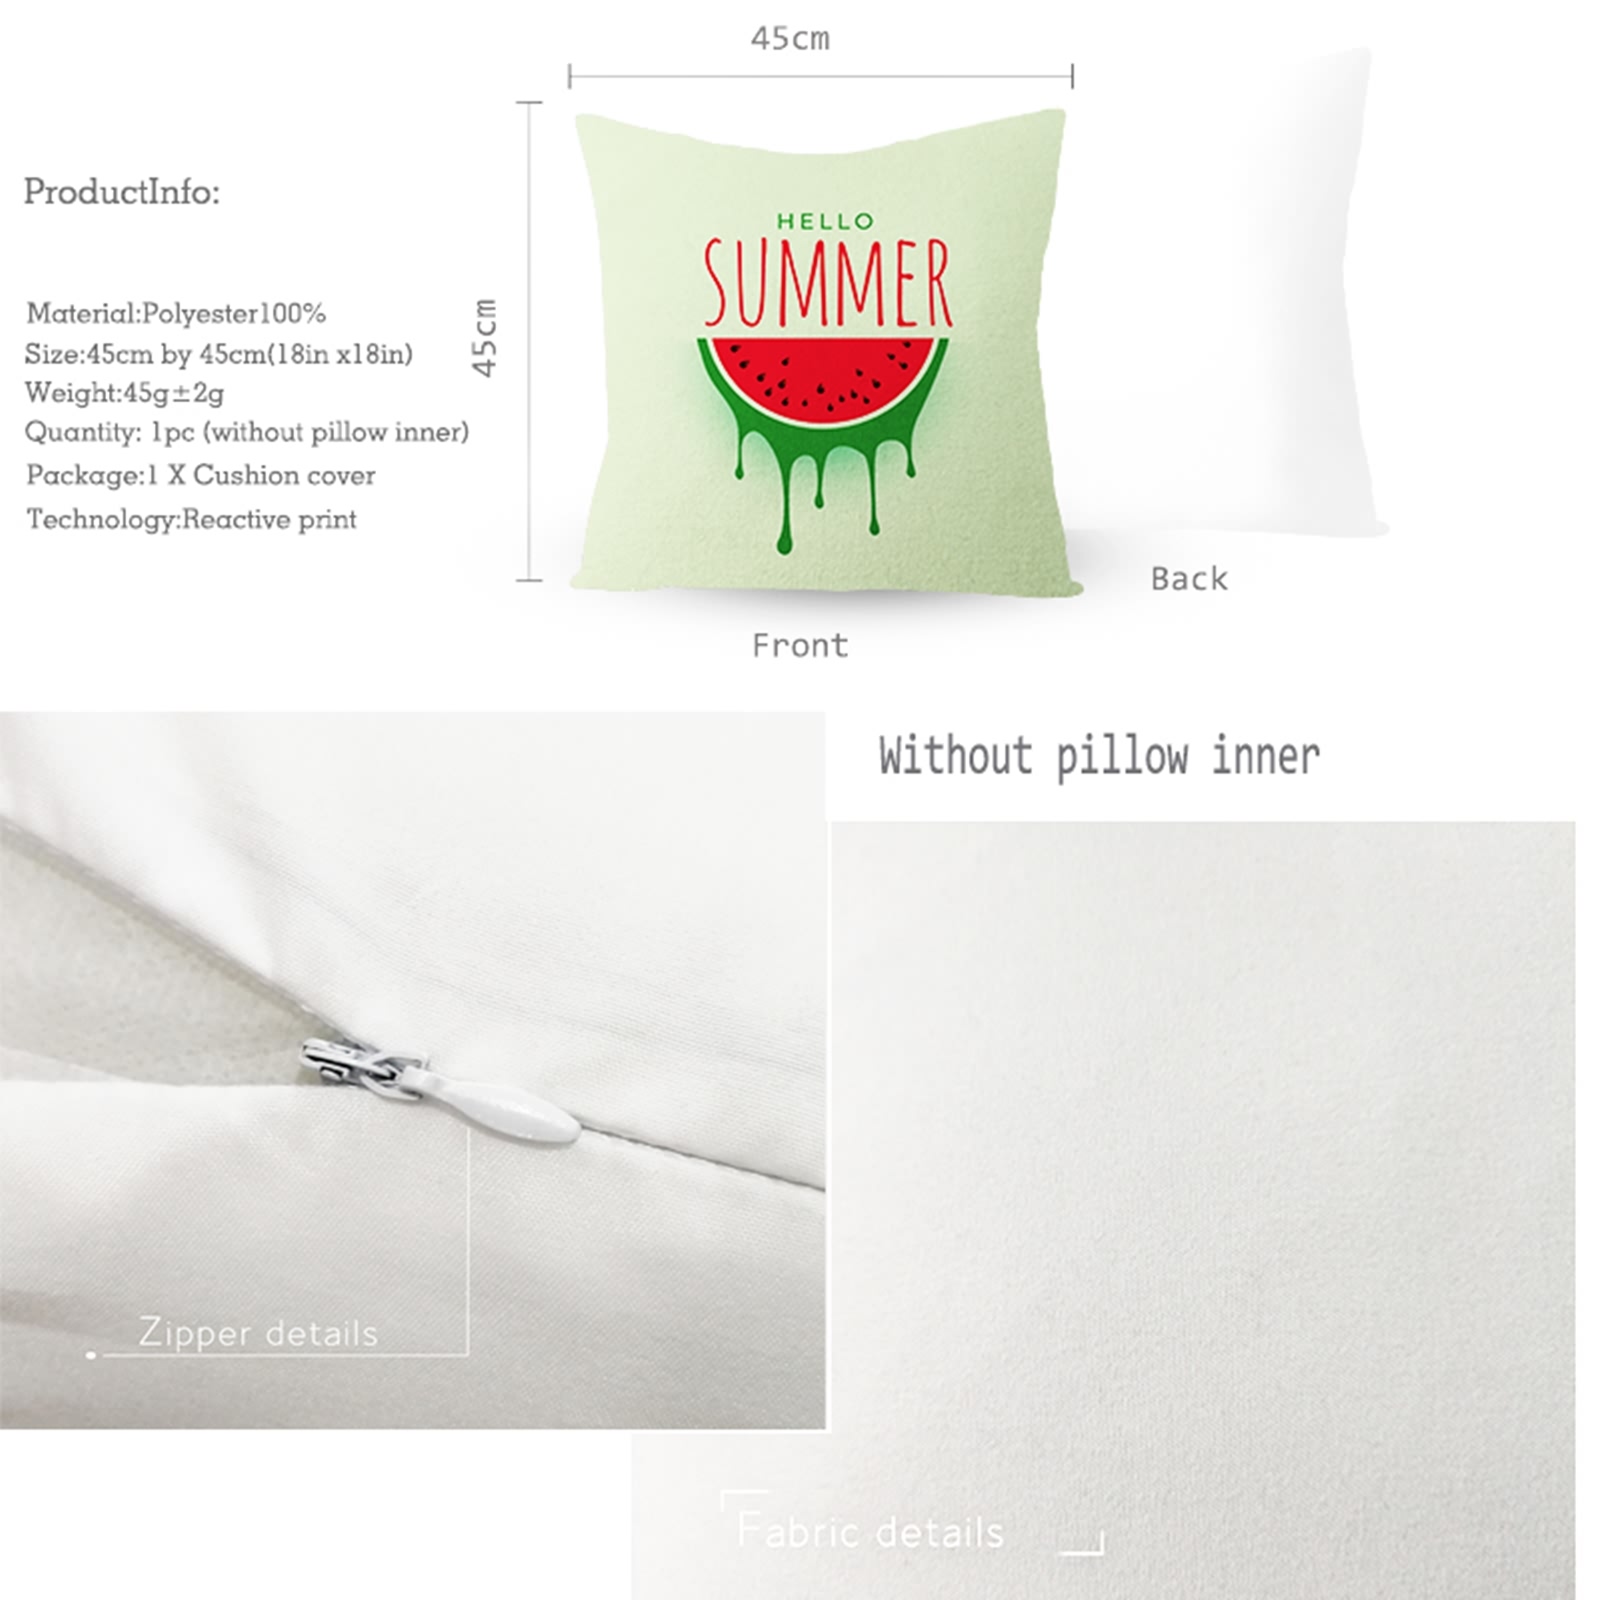 45cm
45cm
ProductInfo:
Material:Polyester100%
Size:45cm by 45cm(18in x18in)
Weight:45g±2g
Quantity: 1pc (without pillow inner)
Package:1 X Cushion cover
Technology:Reactive print
HELLO
SUMMER
Back
Front
Without pillow inner
Zipper details
Fabric details